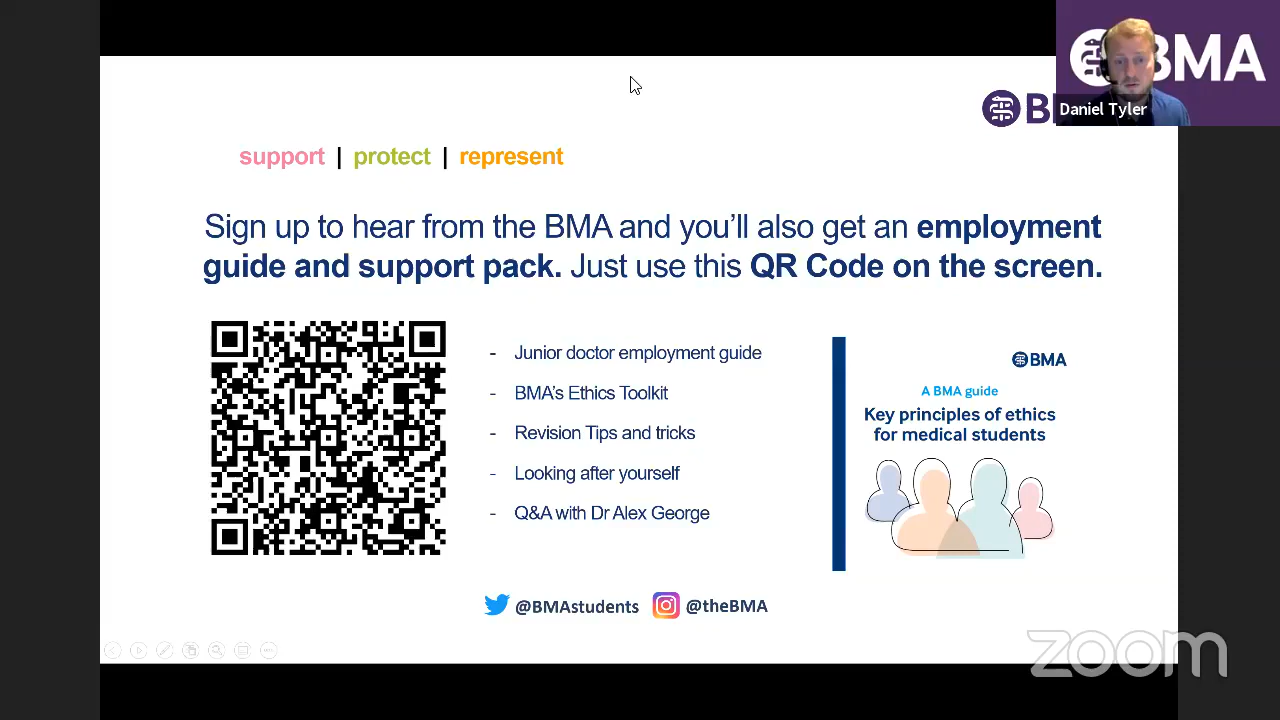 BMA
Daniel Tyler
support | protect | represent
Sign up to hear from the BMA and you'll also get an employment
guide and support pack. Just use this QR Code on the screen.
- Junior doctor employment guide
- BMA's Ethics Toolkit
- Revision Tips and tricks
- Looking after yourself
- Q&A with Dr Alex George
BMA
A BMA guide
Key principles of ethics
for medical students
@BMAstudents @theBMA
zoom